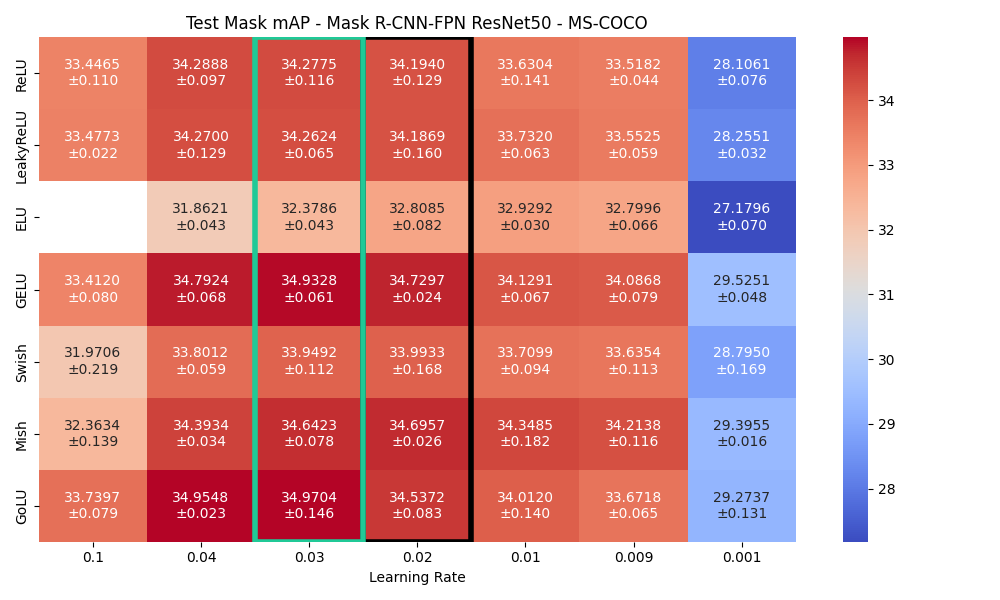 Test Mask mAP - Mask R-CNN-FPN ResNet50 - MS-COCO
ReLU
33.4465 34.2888 34.2775 34.1940 33.6304 33.5182 28.1061
±0.110 ±0.097 ±0.116 ±0.129 ±0.141 ±0.044 ±0.076
LeakyReLU
33.4773 34.2700 34.2624 34.1869 33.7320 33.5525 28.2551
±0.022 ±0.129 ±0.065 ±0.160 ±0.063 ±0.059 ±0.032
ELU
31.8621 32.3786 32.8085 32.9292 32.7996 27.1796
±0.043 ±0.043 ±0.082 ±0.030 ±0.066 ±0.070
GELU
33.4120 34.7924 34.9328 34.7297 34.1291 34.0868 29.5251
±0.080 ±0.068 ±0.061 ±0.024 ±0.067 ±0.079 ±0.048
Swish
31.9706 33.8012 33.9492 33.9933 33.7099 33.6354 28.7950
±0.219 ±0.059 ±0.112 ±0.168 ±0.094 ±0.113 ±0.169
Mish
32.3634 34.3934 34.6423 34.6957 34.3485 34.2138 29.3955
±0.139 ±0.034 ±0.078 ±0.026 ±0.182 ±0.116 ±0.016
GoLU
33.7397 34.9548 34.9704 34.5372 34.0120 33.6718 29.2737
±0.079 ±0.023 ±0.146 ±0.083 ±0.140 ±0.065 ±0.131
0.1 0.04 0.03 0.02 0.01 0.009 0.001
Learning Rate
34
33
32
31
30
29
28